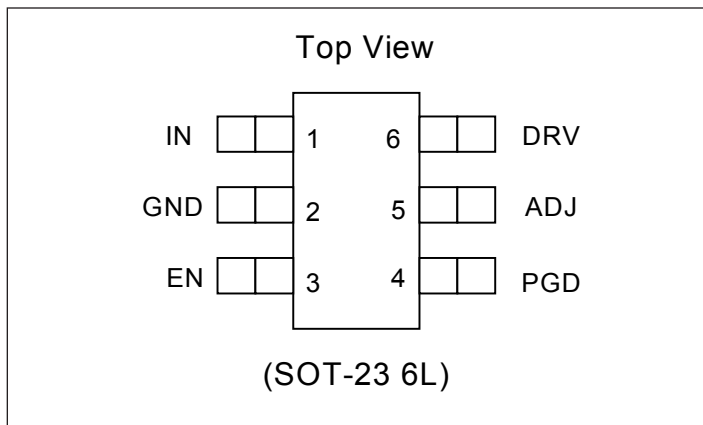 Top View
IN 1 6 DRV
GND 2 5 ADJ
EN 3 4 PGD
(SOT-23 6L)